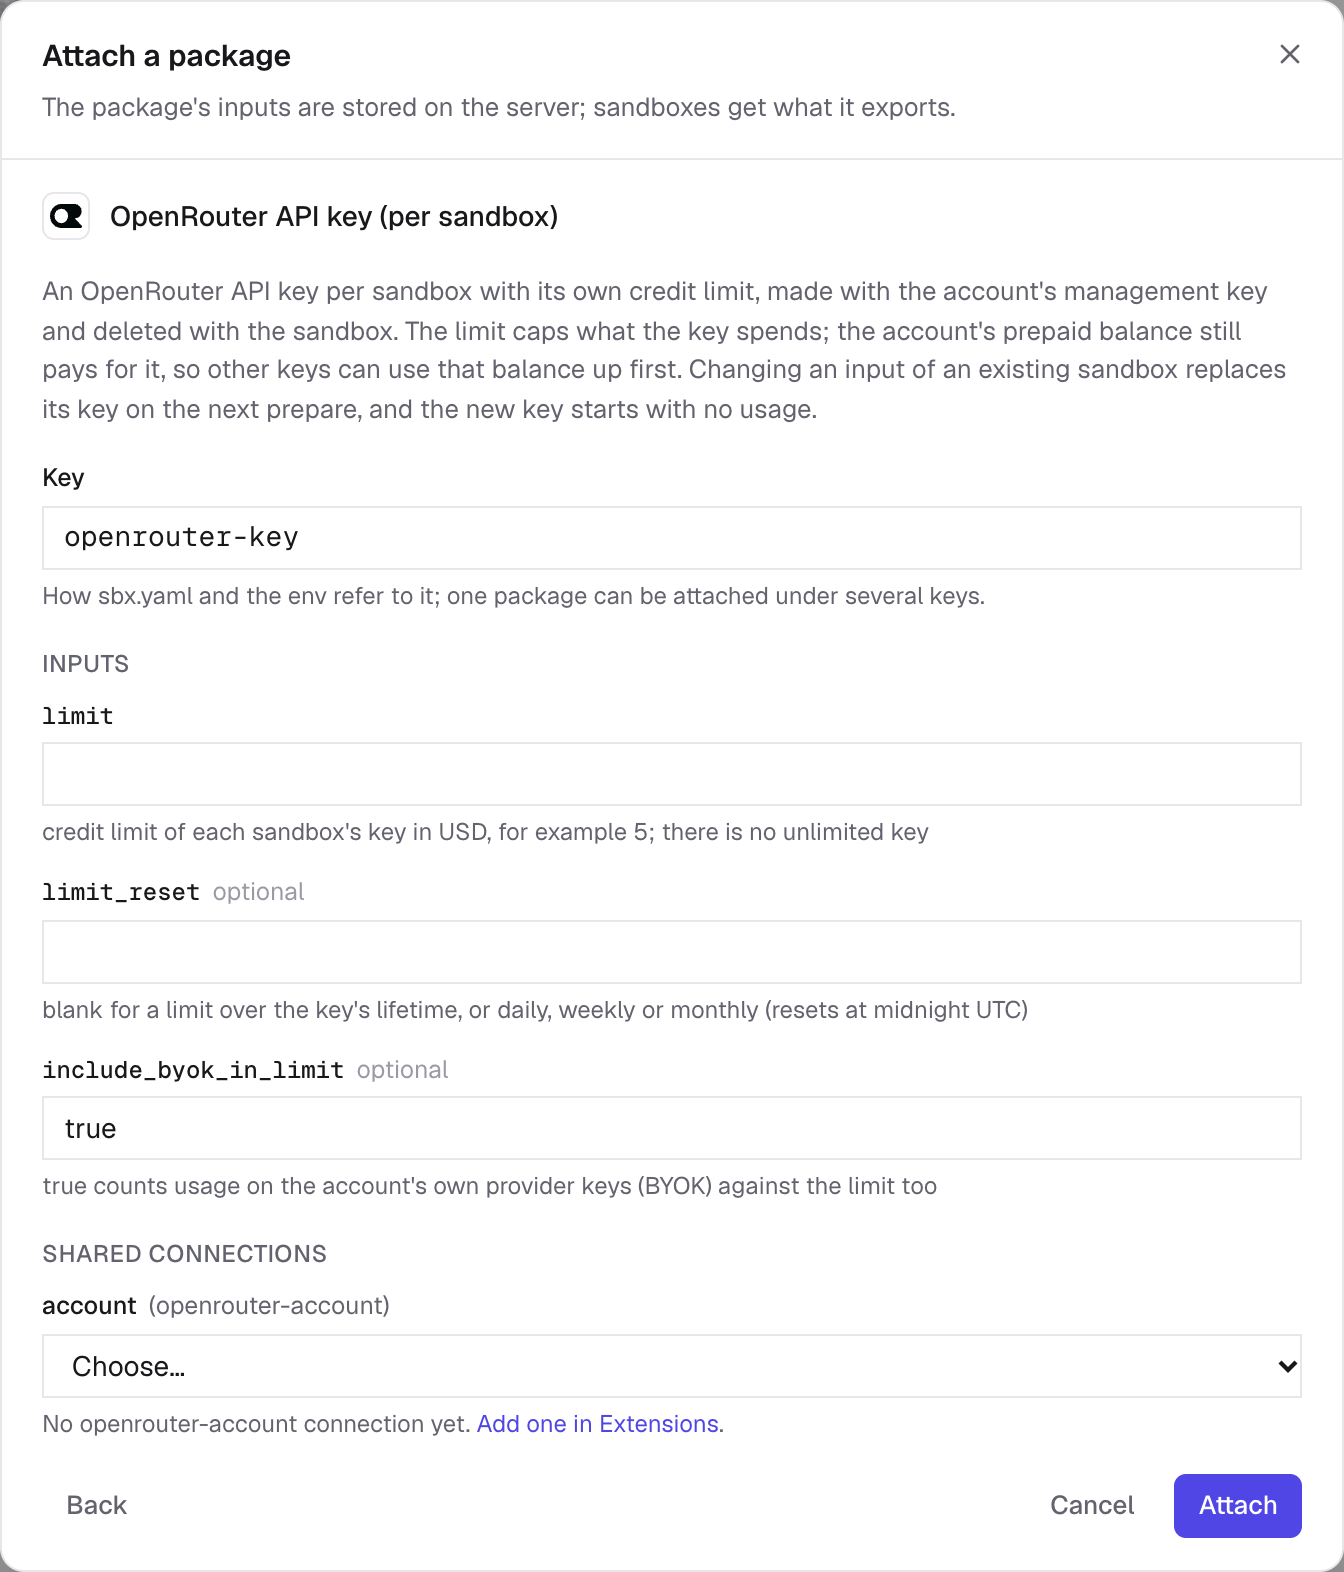 Attach a package
The package's inputs are stored on the server; sandboxes get what it exports.
OpenRouter API key (per sandbox)
An OpenRouter API key per sandbox with its own credit limit, made with the account's management key
and deleted with the sandbox. The limit caps what the key spends; the account's prepaid balance still
pays for it, so other keys can use that balance up first. Changing an input of an existing sandbox replaces
its key on the next prepare, and the new key starts with no usage.
Key
openrouter-key
How sbx.yaml and the env refer to it; one package can be attached under several keys.
INPUTS
limit
credit limit of each sandbox's key in USD, for example 5; there is no unlimited key
limit_reset optional
blank for a limit over the key's lifetime, or daily, weekly or monthly (resets at midnight UTC)
include_byok_in_limit optional
true
true counts usage on the account's own provider keys (BYOK) against the limit too
SHARED CONNECTIONS
account (openrouter-account)
Choose…
No openrouter-account connection yet. Add one in Extensions.
Back Cancel Attach